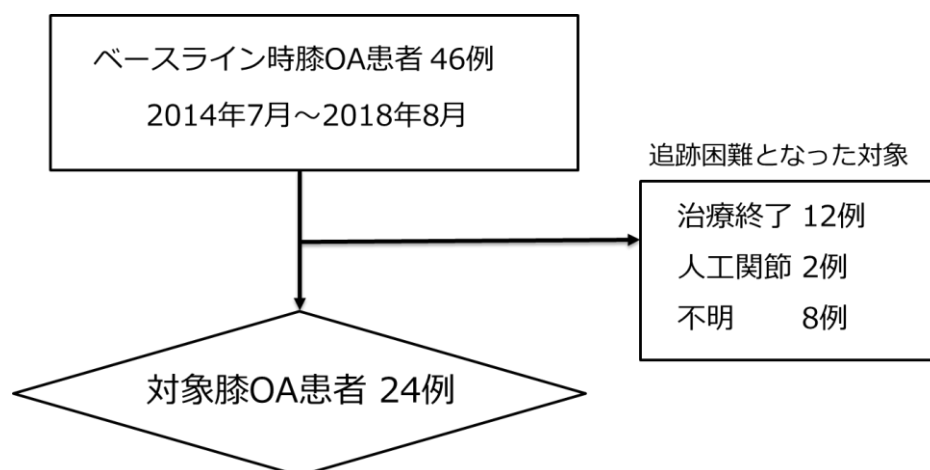 ベースライン時膝OA患者 46例
2014年7月～2018年8月
追跡困難となった対象
治療終了 12例
人工関節 2例
不明 8例
対象膝OA患者 24例